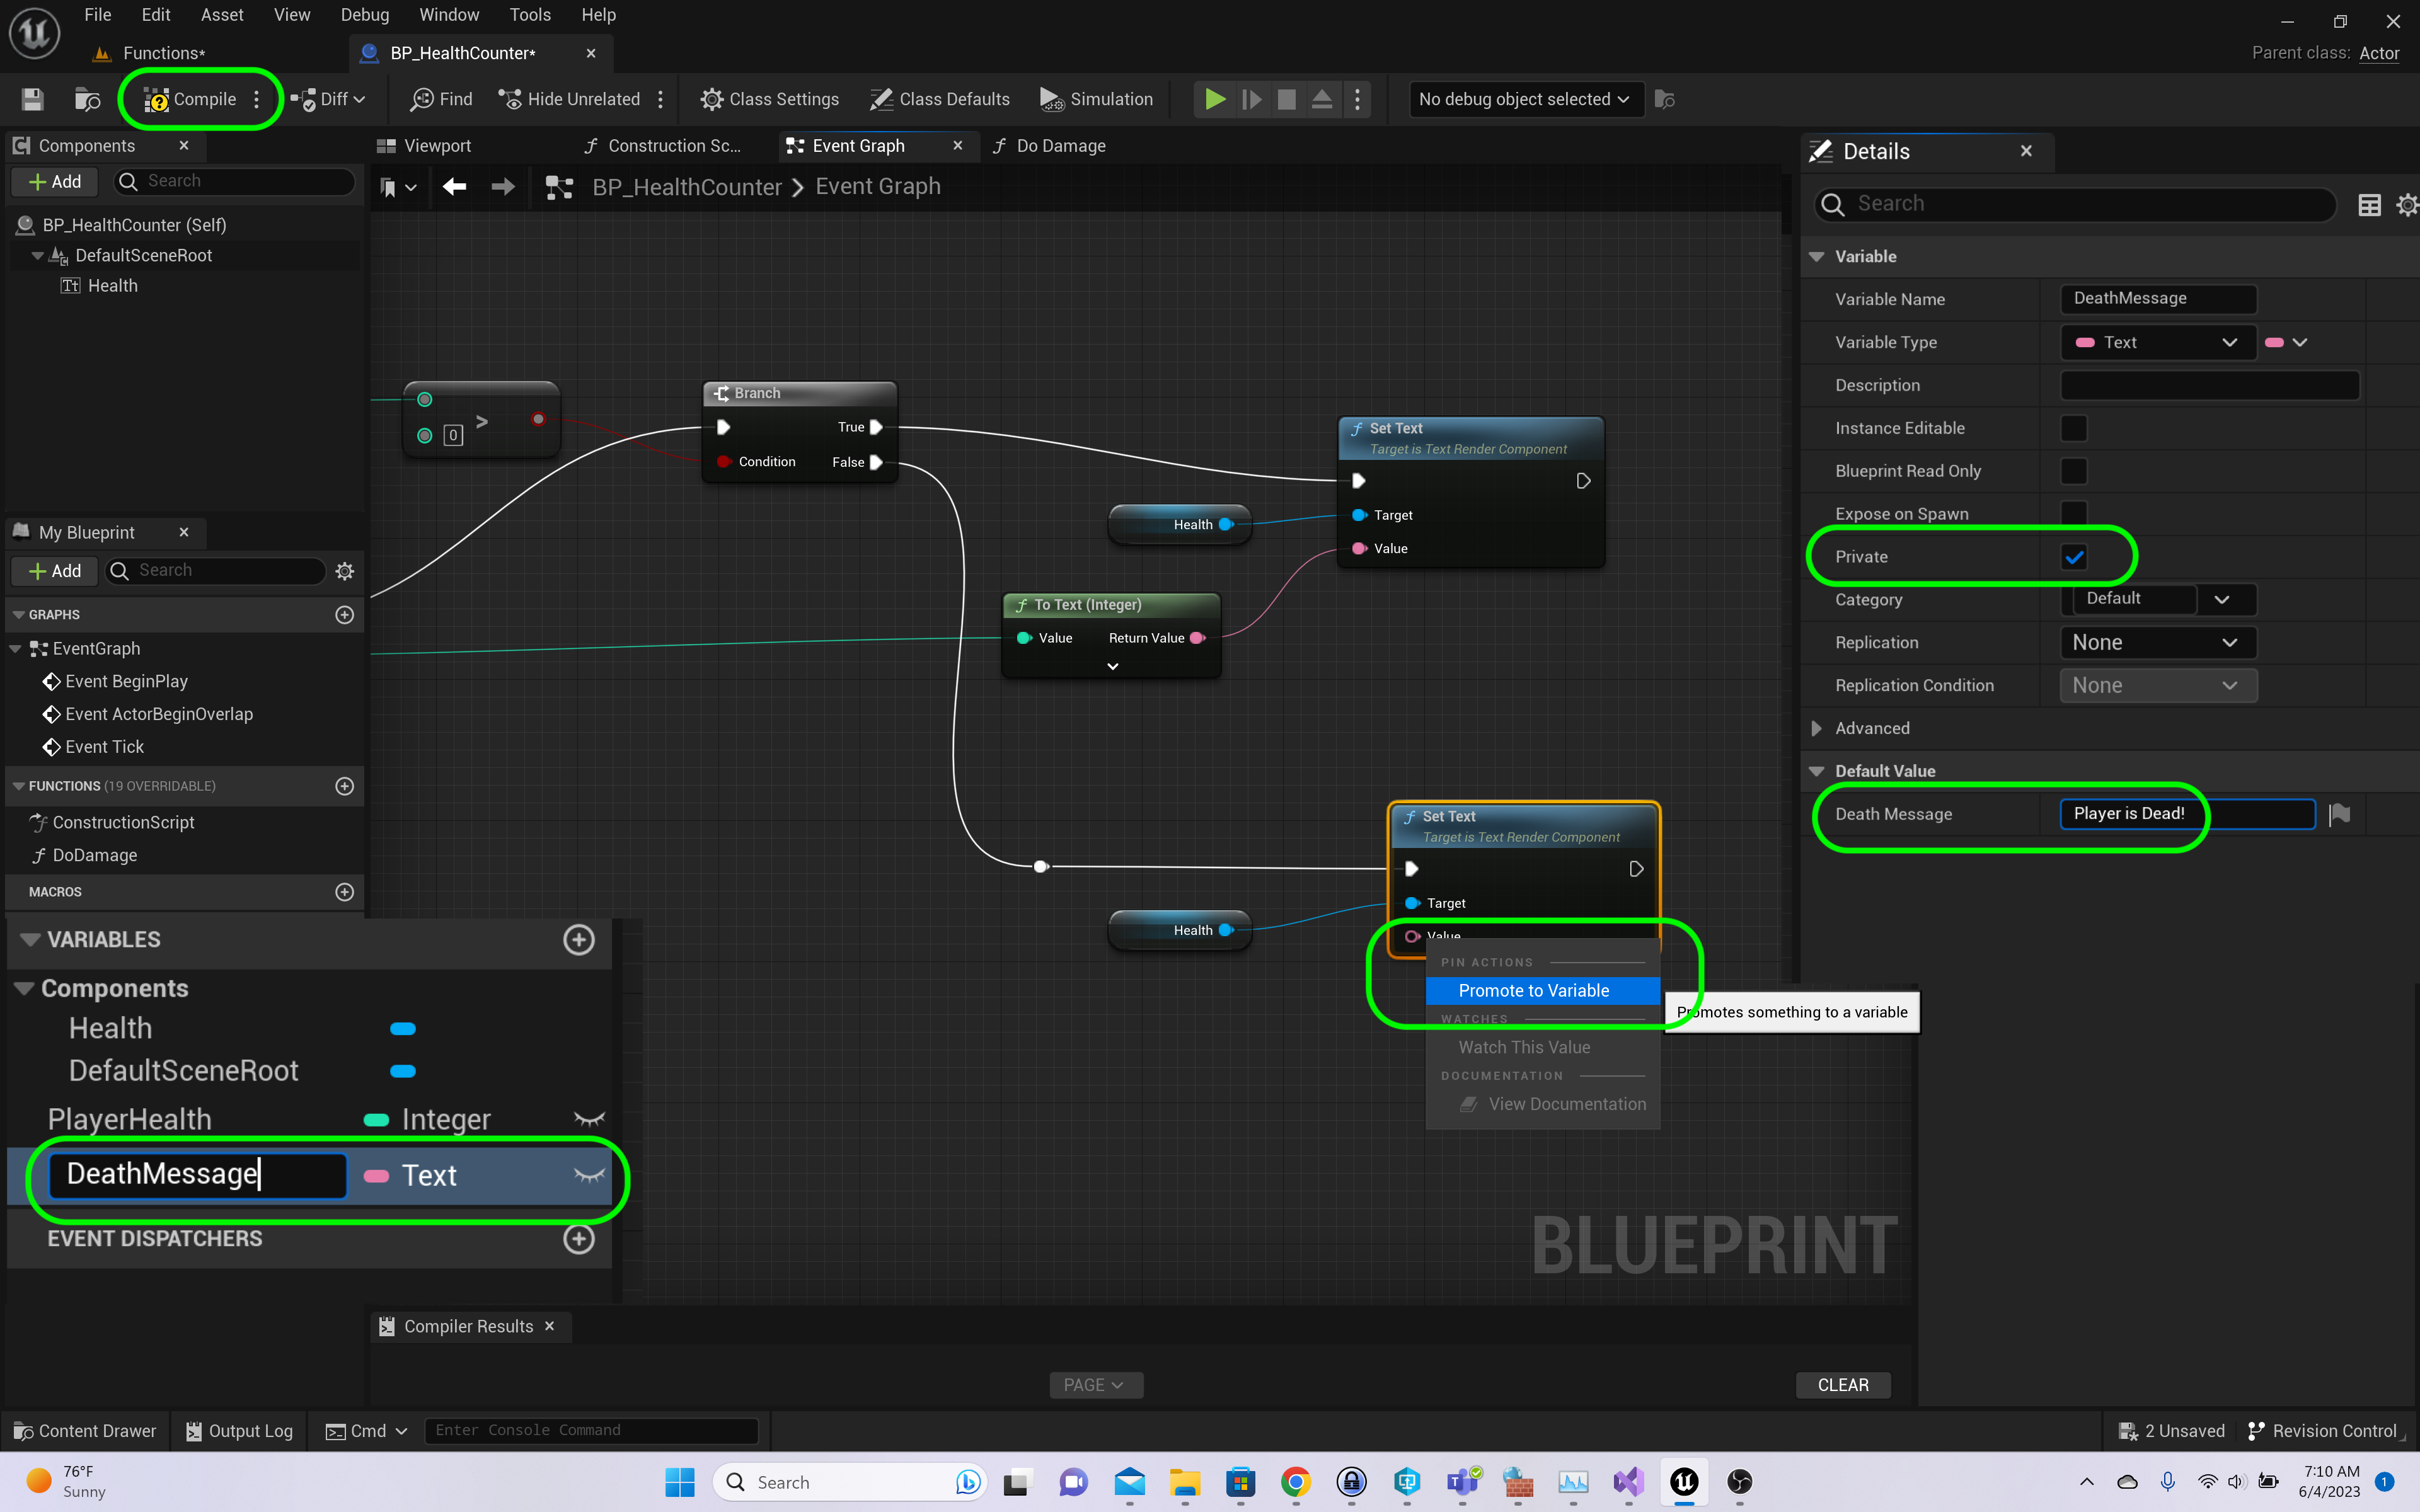 File Edit Asset View Debug Window Tools Help
Functions* BP_HealthCounter*
Parent class: Actor
Compile Diff Find Hide Unrelated Class Settings Class Defaults Simulation No debug object selected
Components
Viewport Construction Sc... Event Graph Do Damage
Details
Add Search
BP_HealthCounter > Event Graph
Search
BP_HealthCounter (Self)
DefaultSceneRoot
Health
Variable
Variable Name DeathMessage
Variable Type Text
Description
Instance Editable
Blueprint Read Only
Expose on Spawn
Private
Category Default
Replication None
Replication Condition None
Advanced
Default Value
Death Message Player is Dead!
0 >
Branch
True
Condition False
Set Text
Target is Text Render Component
Target
Value
Health
To Text (Integer)
Value Return Value
Set Text
Target is Text Render Component
Target
Value
Health
PIN ACTIONS
Promote to Variable
WATCHES
Watch This Value
DOCUMENTATION
View Documentation
Promotes something to a variable
BLUEPRINT
My Blueprint
Add Search
GRAPHS
EventGraph
Event BeginPlay
Event ActorBeginOverlap
Event Tick
FUNCTIONS (19 OVERRIDABLE)
ConstructionScript
DoDamage
MACROS
VARIABLES
Components
Health
DefaultSceneRoot
PlayerHealth Integer
DeathMessage Text
EVENT DISPATCHERS
Compiler Results
PAGE
CLEAR
Content Drawer Output Log Cmd Enter Console Command
2 Unsaved Revision Control
76°F
Sunny
Search
7:10 AM
6/4/2023
1